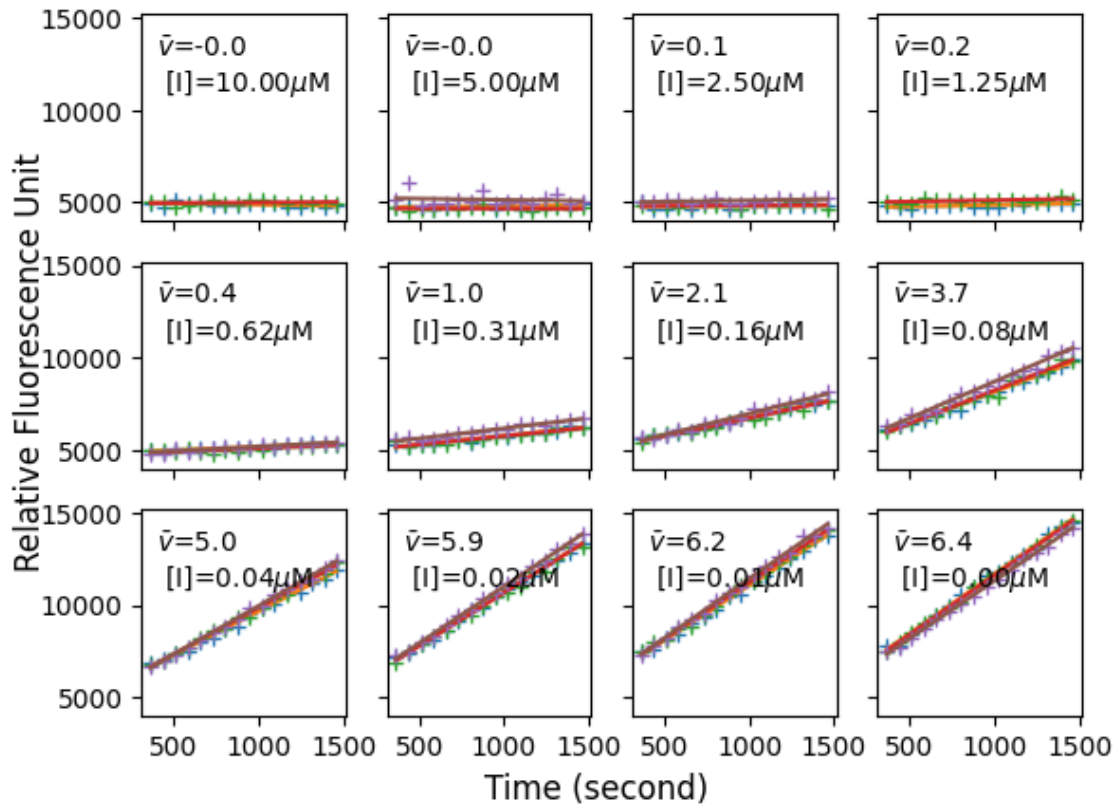 15000
10000
5000
v̄=-0.0
[I]=10.00μM
v̄=-0.0
[I]=5.00μM
v̄=0.1
[I]=2.50μM
v̄=0.2
[I]=1.25μM
15000
10000
5000
v̄=0.4
[I]=0.62μM
v̄=1.0
[I]=0.31μM
v̄=2.1
[I]=0.16μM
v̄=3.7
[I]=0.08μM
15000
10000
5000
v̄=5.0
[I]=0.04μM
v̄=5.9
[I]=0.02μM
v̄=6.2
[I]=0.01μM
v̄=6.4
[I]=0.00μM
500 1000 1500
500 1000 1500
500 1000 1500
500 1000 1500
Relative Fluorescence Unit
Time (second)